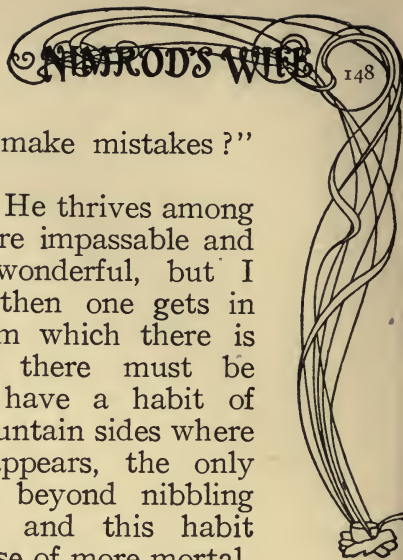 NIMROD'S WIFE
148
make mistakes?"
He thrives among
re impassable and
wonderful, but I
then one gets in
m which there is
there must be
have a habit of
untain sides where
appears, the only
beyond nibbling
and this habit
se of more mortal